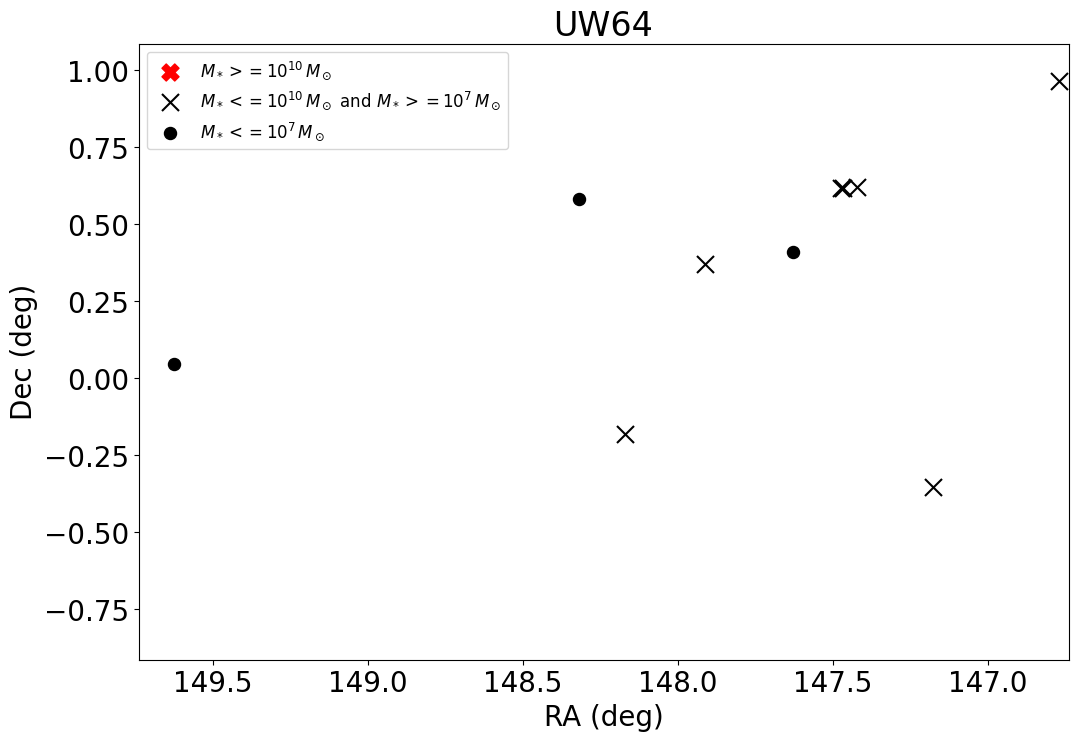 UW64
M* >= 10^10 M⊙
M* <= 10^10 M⊙ and M* >= 10^7 M⊙
M* <= 10^7 M⊙
1.00
0.75
0.50
0.25
0.00
−0.25
−0.50
−0.75
Dec (deg)
149.5 149.0 148.5 148.0 147.5 147.0
RA (deg)